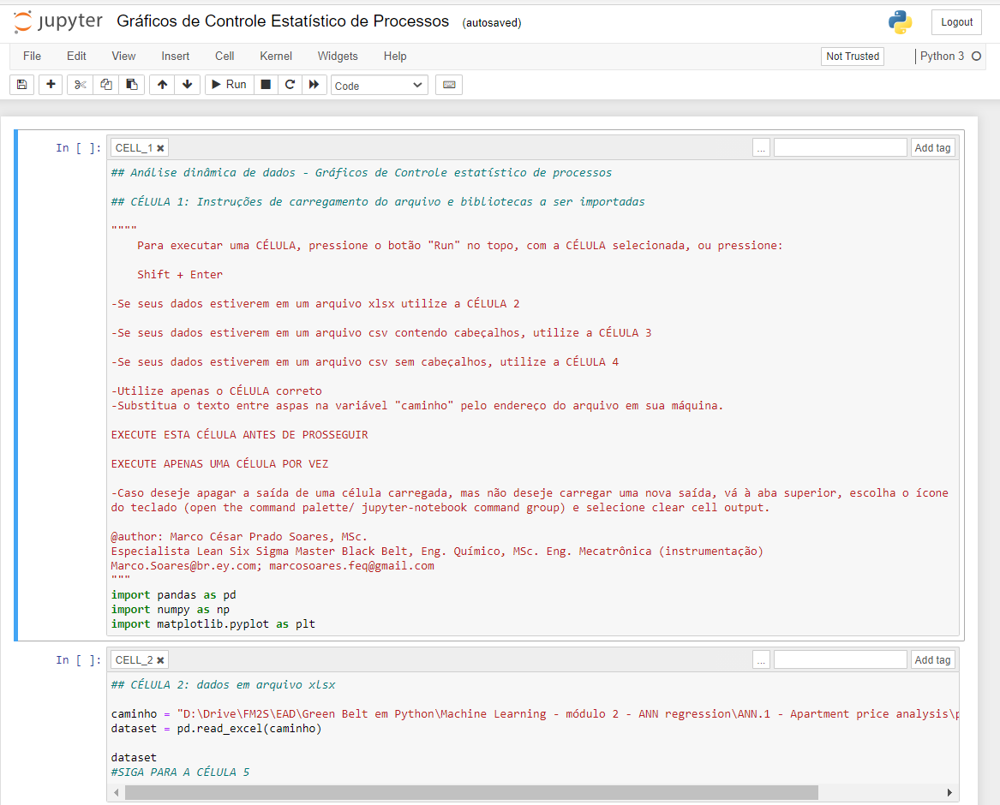 jupyter Gráficos de Controle Estatístico de Processos (autosaved) Logout
File Edit View Insert Cell Kernel Widgets Help Not Trusted Python 3
Run Code
In [ ]: CELL_1 ... Add tag
## Análise dinâmica de dados - Gráficos de Controle estatístico de processos
## CÉLULA 1: Instruções de carregamento do arquivo e bibliotecas a ser importadas
""""
Para executar uma CÉLULA, pressione o botão "Run" no topo, com a CÉLULA selecionada, ou pressione:
Shift + Enter
-Se seus dados estiverem em um arquivo xlsx utilize a CÉLULA 2
-Se seus dados estiverem em um arquivo csv contendo cabeçalhos, utilize a CÉLULA 3
-Se seus dados estiverem em um arquivo csv sem cabeçalhos, utilize a CÉLULA 4
-Utilize apenas o CÉLULA correto
-Substitua o texto entre aspas na variável "caminho" pelo endereço do arquivo em sua máquina.
EXECUTE ESTA CÉLULA ANTES DE PROSSEGUIR
EXECUTE APENAS UMA CÉLULA POR VEZ
-Caso deseje apagar a saída de uma célula carregada, mas não deseje carregar uma nova saída, vá à aba superior, escolha o ícone
do teclado (open the command palette/ jupyter-notebook command group) e selecione clear cell output.
@author: Marco César Prado Soares, MSc.
Especialista Lean Six Sigma Master Black Belt, Eng. Químico, MSc. Eng. Mecatrônica (instrumentação)
Marco.Soares@br.ey.com; marcosoares.feq@gmail.com
"""
import pandas as pd
import numpy as np
import matplotlib.pyplot as plt
In [ ]: CELL_2 ... Add tag
## CÉLULA 2: dados em arquivo xlsx
caminho = "D:\Drive\FM2S\EAD\Green Belt em Python\Machine Learning - módulo 2 - ANN regression\ANN.1 - Apartment price analysis\
dataset = pd.read_excel(caminho)
dataset
#SIGA PARA A CÉLULA 5